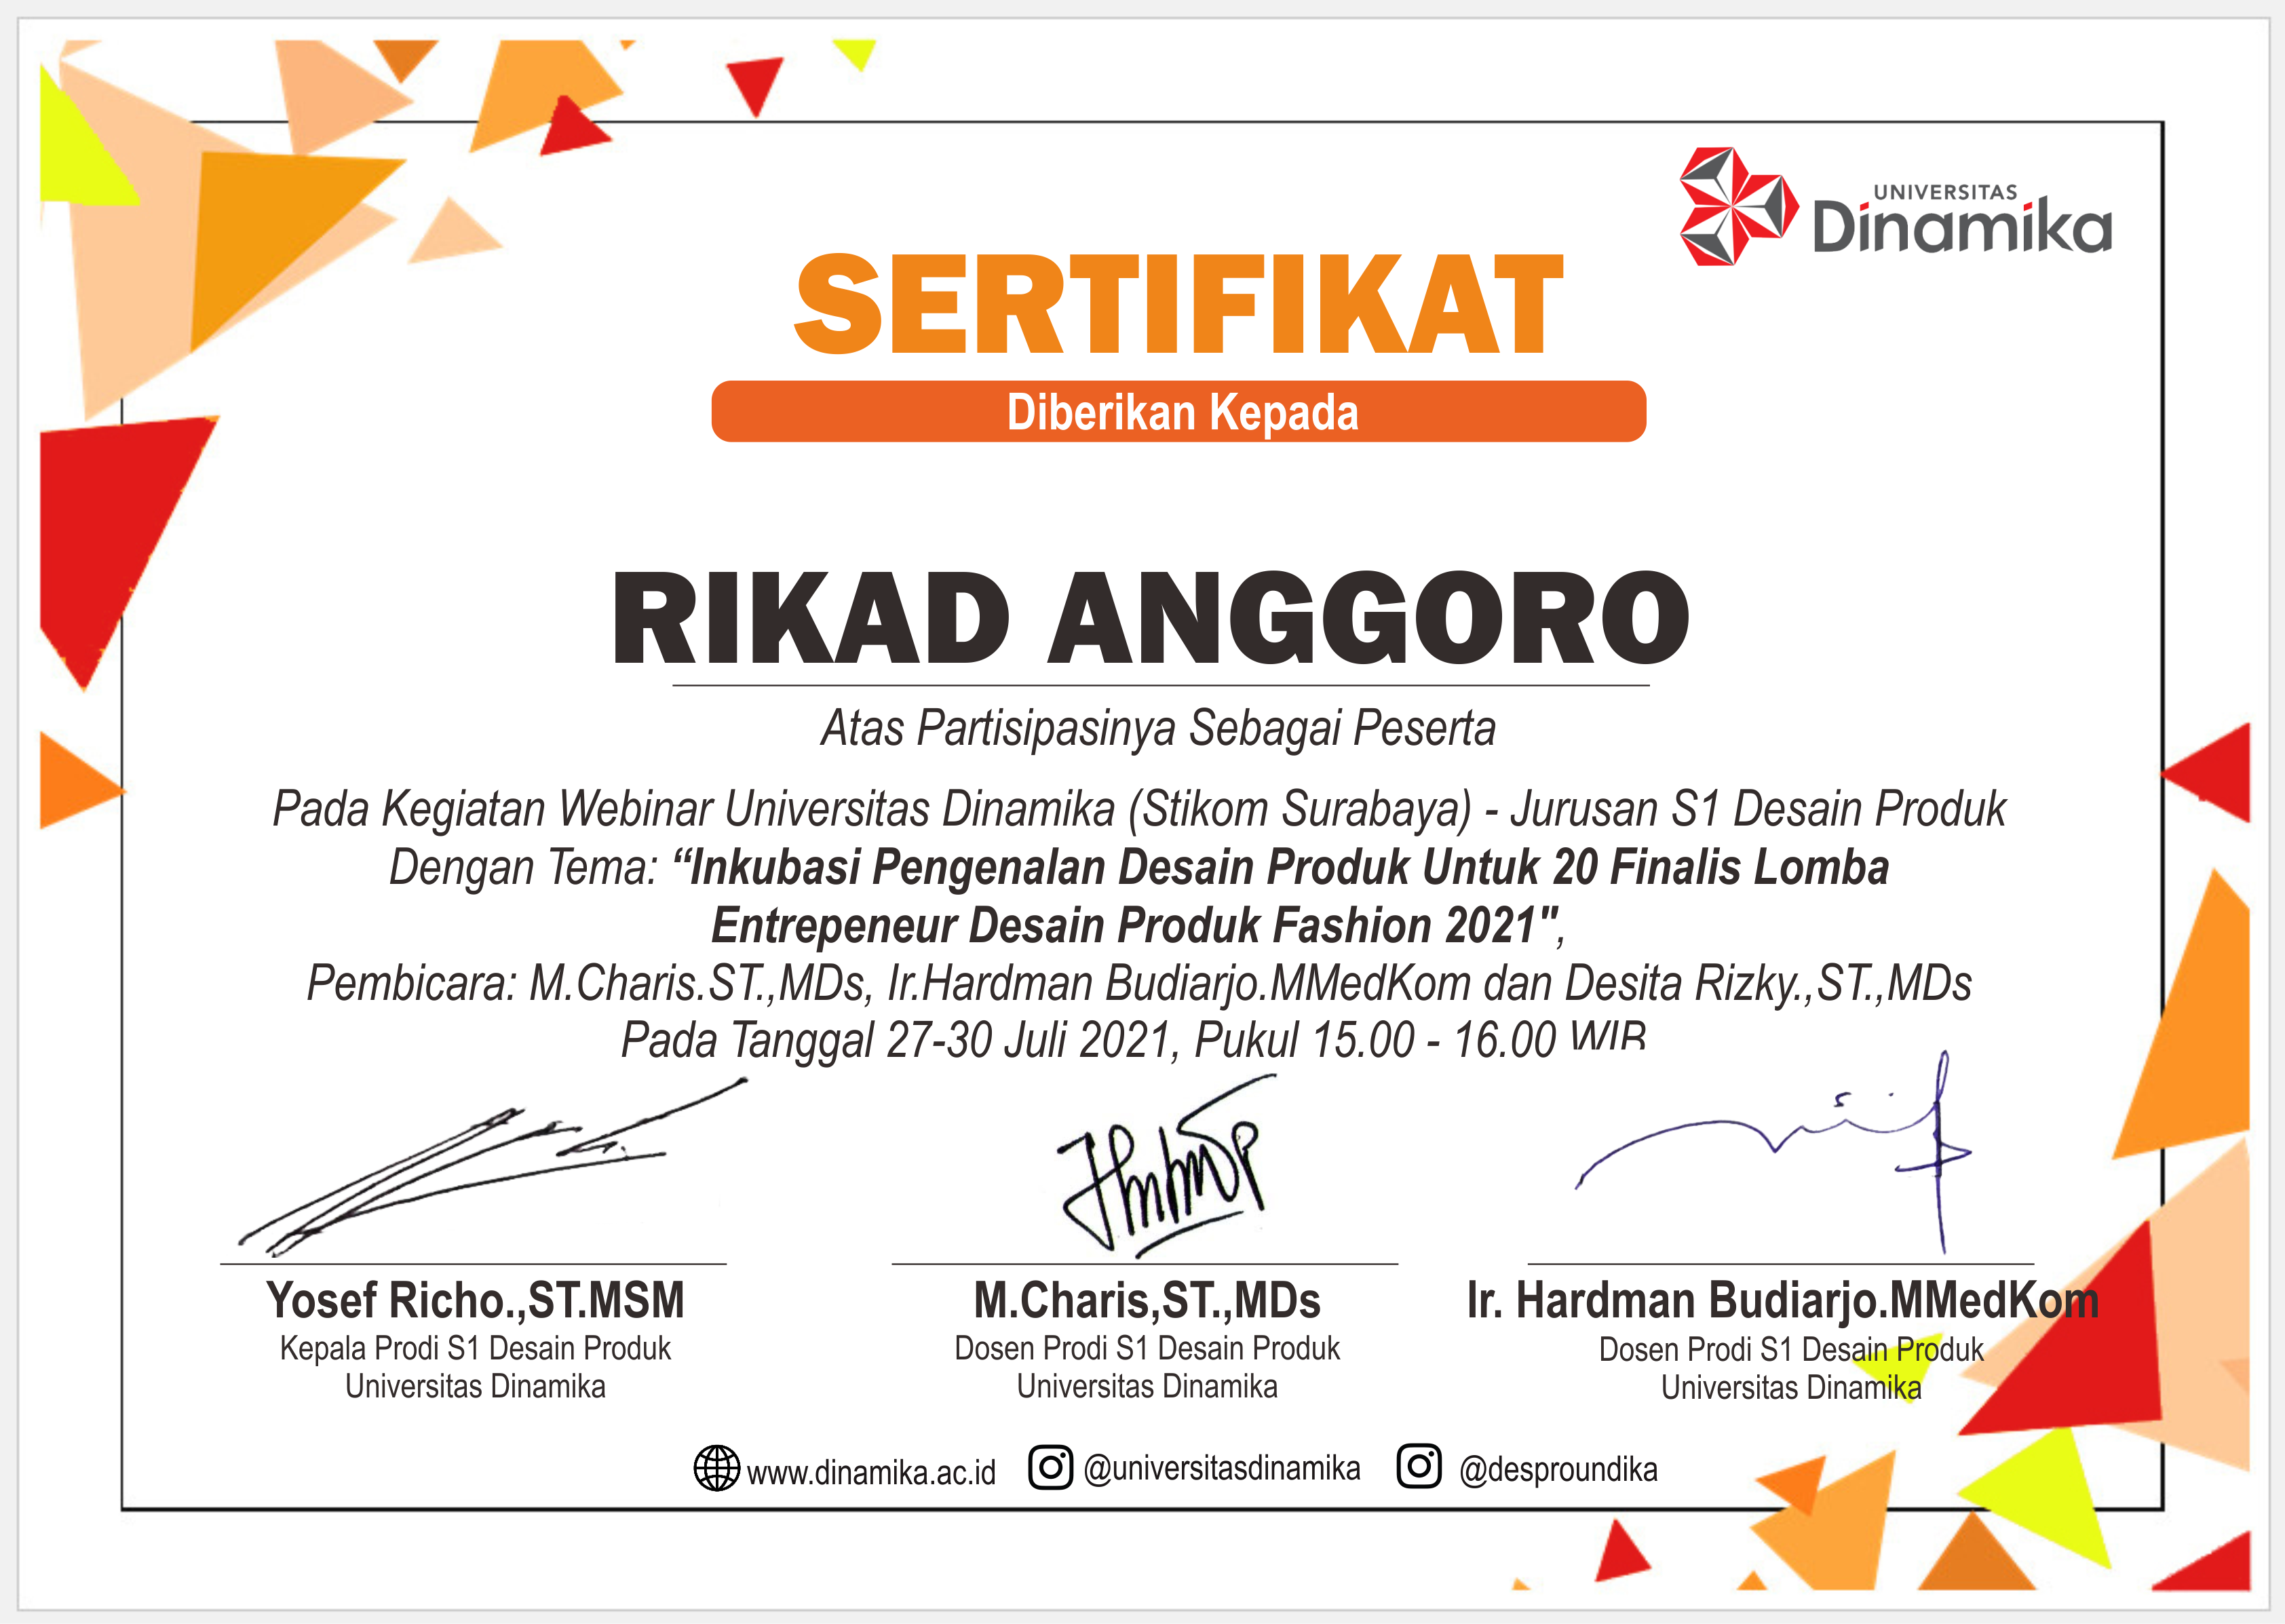 UNIVERSITAS
Dinamika
SERTIFIKAT
Diberikan Kepada
RIKAD ANGGORO
Atas Partisipasinya Sebagai Peserta
Pada Kegiatan Webinar Universitas Dinamika (Stikom Surabaya) - Jurusan S1 Desain Produk
Dengan Tema: “Inkubasi Pengenalan Desain Produk Untuk 20 Finalis Lomba
Entrepeneur Desain Produk Fashion 2021",
Pembicara: M.Charis.ST.,MDs, Ir.Hardman Budiarjo.MMedKom dan Desita Rizky.,ST.,MDs
Pada Tanggal 27-30 Juli 2021, Pukul 15.00 - 16.00 WIB
Yosef Richo.,ST.MSM
Kepala Prodi S1 Desain Produk
Universitas Dinamika
M.Charis,ST.,MDs
Dosen Prodi S1 Desain Produk
Universitas Dinamika
Ir. Hardman Budiarjo.MMedKom
Dosen Prodi S1 Desain Produk
Universitas Dinamika
www.dinamika.ac.id @universitasdinamika @desproundika